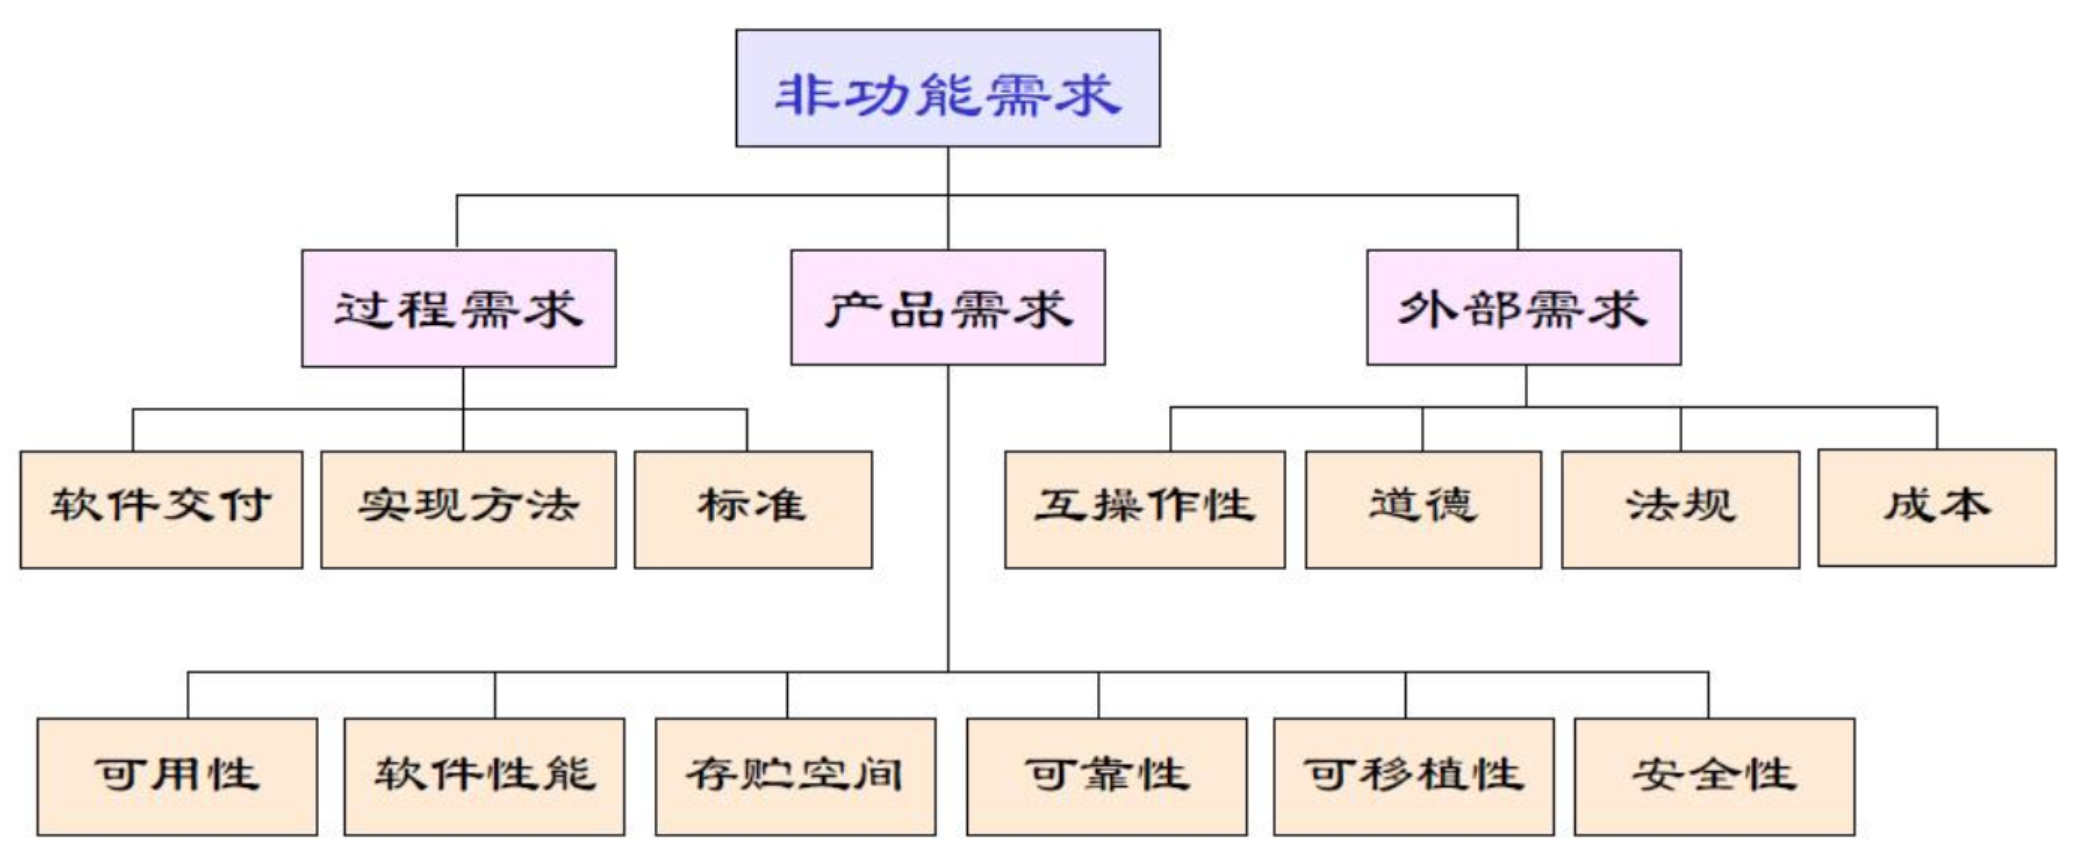 非功能需求
过程需求
产品需求
外部需求
软件交付
实现方法
标准
互操作性
道德
法规
成本
可用性
软件性能
存贮空间
可靠性
可移植性
安全性